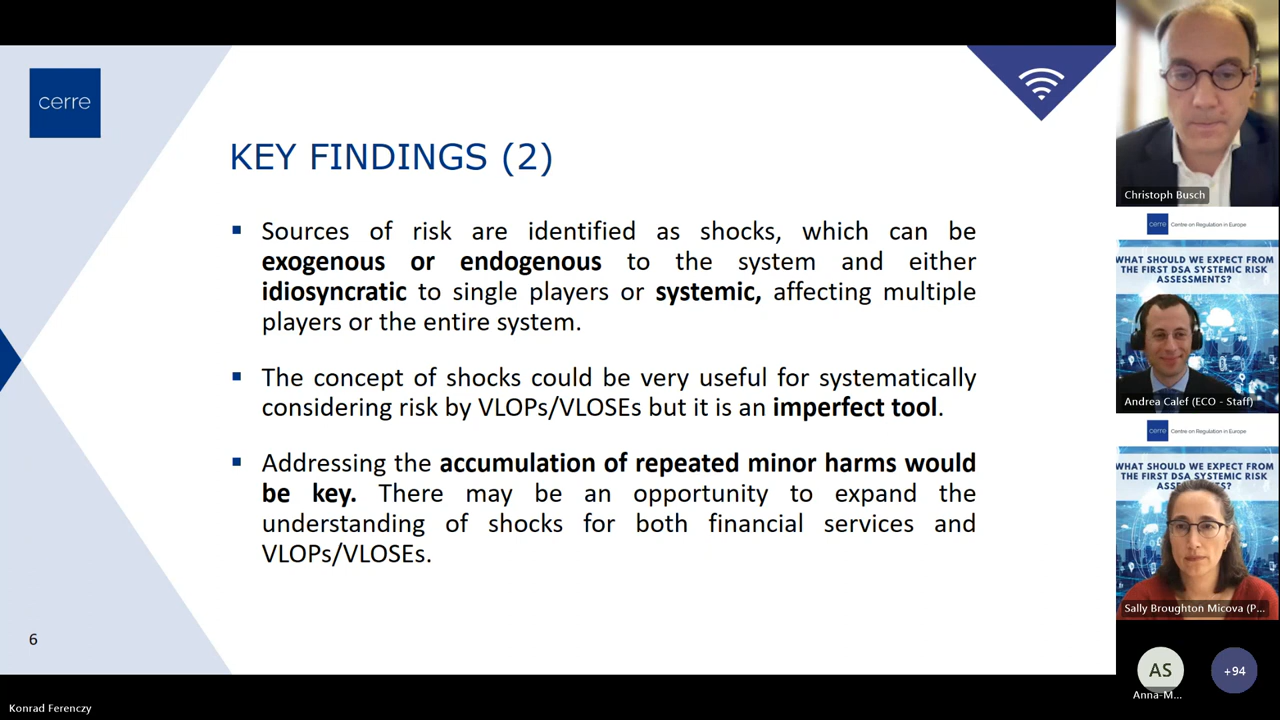 cerre
KEY FINDINGS (2)
Sources of risk are identified as shocks, which can be
exogenous or endogenous to the system and either
idiosyncratic to single players or systemic, affecting multiple
players or the entire system.
The concept of shocks could be very useful for systematically
considering risk by VLOPs/VLOSEs but it is an imperfect tool.
Addressing the accumulation of repeated minor harms would
be key. There may be an opportunity to expand the
understanding of shocks for both financial services and
VLOPs/VLOSEs.
6
Konrad Ferenczy
Christoph Busch
cerre Centre on Regulation in Europe
WHAT SHOULD WE EXPECT FROM
THE FIRST DSA SYSTEMIC RISK
ASSESSMENTS?
Andrea Calef (ECO - Staff)
cerre Centre on Regulation in Europe
WHAT SHOULD WE EXPECT FROM
THE FIRST DSA SYSTEMIC RISK
Sally Broughton Micova (P...
AS
+94
Anna-M...